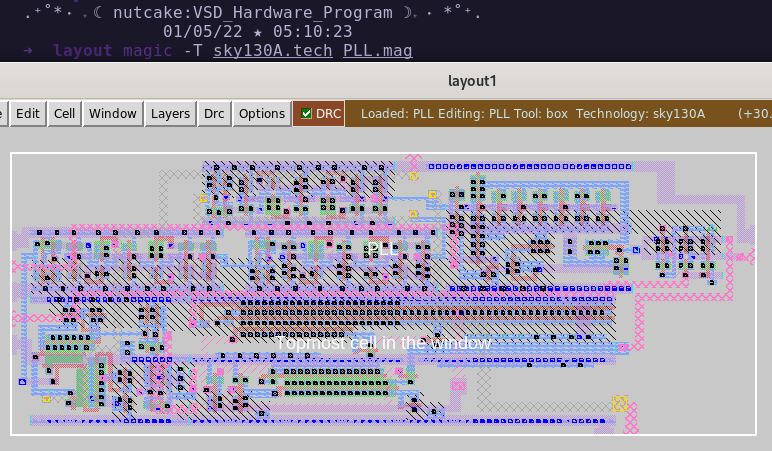 .⁺˚*･ ｡☾ nutcake:VSD_Hardware_Program ☽｡･ *˚⁺.
01/05/22 ★ 05:10:23
➜ layout magic -T sky130A.tech PLL.mag
layout1
e Edit Cell Window Layers Drc Options DRC Loaded: PLL Editing: PLL Tool: box Technology: sky130A (+30.
PLL
Topmost cell in the window